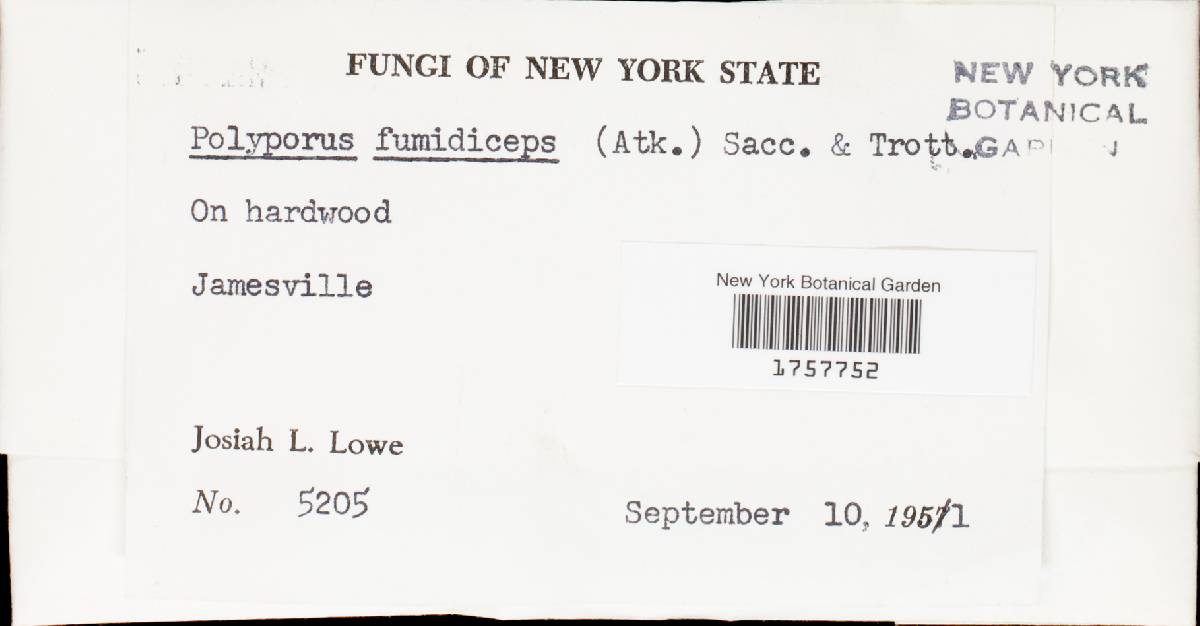 FUNGI OF NEW YORK STATE
NEW YORK
BOTANICAL
Polyporus fumidiceps (Atk.) Sacc. & Trott.
On hardwood
Jamesville
New York Botanical Garden
1757752
Josiah L. Lowe
No. 5205
September 10, 1951